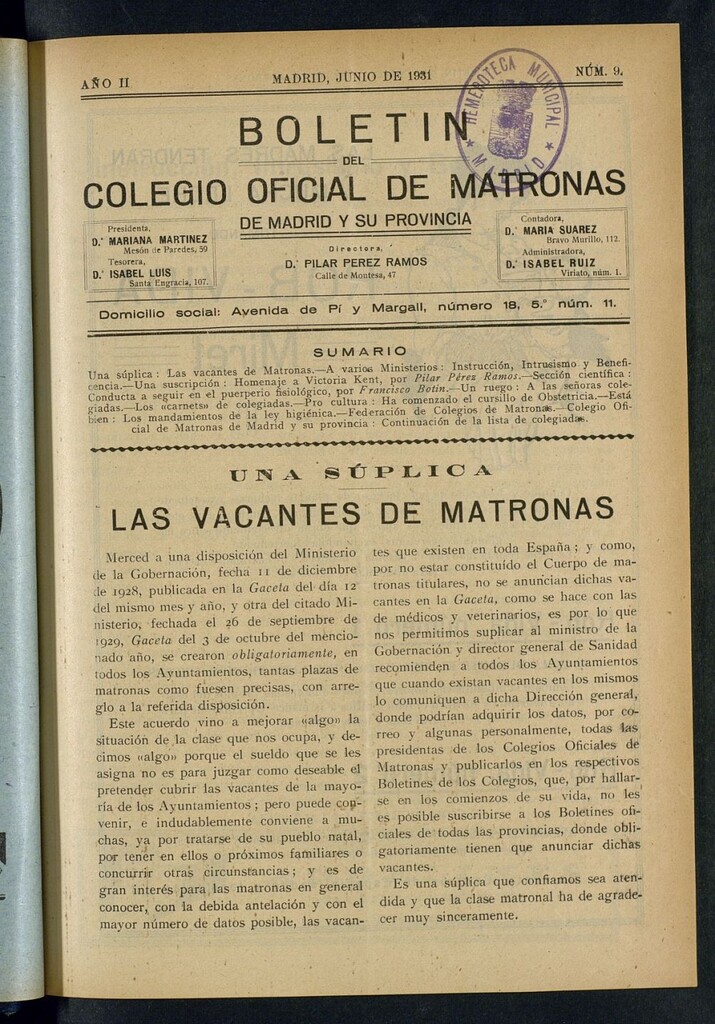 AÑO II
MADRID, JUNIO DE 1931
NÚM. 9.
HEMEROTECA MUNICIPAL
★ MADRID ★
BOLETIN
DEL
COLEGIO OFICIAL DE MATRONAS
DE MADRID Y SU PROVINCIA
Presidenta,
D.ª MARIANA MARTINEZ
Mesón de Paredes, 59
Tesorera,
D.ª ISABEL LUIS
Santa Engracia, 107.
Directora,
D.ª PILAR PEREZ RAMOS
Calle de Montesa, 47
Contadora,
D.ª MARIA SUAREZ
Bravo Murillo, 112.
Administradora,
D.ª ISABEL RUIZ
Viriato, núm. 1.
Domicilio social: Avenida de Pí y Margall, número 18, 5.º núm. 11.
SUMARIO
Una súplica: Las vacantes de Matronas.—A varios Ministerios: Instrucción, Intrusismo y Benefi-
cencia.—Una suscripción: Homenaje a Victoria Kent, por Pilar Pérez Ramos.—Sección científica:
Conducta a seguir en el puerperio fisiológico, por Francisco Botín.—Un ruego: A las señoras cole-
giadas.—Los «carnets» de colegiadas.—Pro cultura: Ha comenzado el cursillo de Obstetricia.—Está
bien: Los mandamientos de la ley higiénica.—Federación de Colegios de Matronas.—Colegio Ofi-
cial de Matronas de Madrid y su provincia: Continuación de la lista de colegiadas.
UNA SÚPLICA
LAS VACANTES DE MATRONAS
Merced a una disposición del Ministerio
de la Gobernación, fecha 11 de diciembre
de 1928, publicada en la Gaceta del día 12
del mismo mes y año, y otra del citado Mi-
nisterio, fechada el 26 de septiembre de
1929, Gaceta del 3 de octubre del mencio-
nado año, se crearon obligatoriamente, en
todos los Ayuntamientos, tantas plazas de
matronas como fuesen precisas, con arre-
glo a la referida disposición.
Este acuerdo vino a mejorar «algo» la
situación de la clase que nos ocupa, y de-
cimos «algo» porque el sueldo que se les
asigna no es para juzgar como deseable el
pretender cubrir las vacantes de la mayo-
ría de los Ayuntamientos; pero puede con-
venir, e indudablemente conviene a mu-
chas, ya por tratarse de su pueblo natal,
por tener en ellos o próximos familiares o
concurrir otras circunstancias; y es de
gran interés para las matronas en general
conocer, con la debida antelación y con el
mayor número de datos posible, las vacan-
tes que existen en toda España; y como,
por no estar constituído el Cuerpo de ma-
tronas titulares, no se anuncian dichas va-
cantes en la Gaceta, como se hace con las
de médicos y veterinarios, es por lo que
nos permitimos suplicar al ministro de la
Gobernación y director general de Sanidad
recomienden a todos los Ayuntamientos
que cuando existan vacantes en los mismos
lo comuniquen a dicha Dirección general,
donde podrían adquirir los datos, por co-
rreo y algunas personalmente, todas las
presidentas de los Colegios Oficiales de
Matronas y publicarlos en los respectivos
Boletines de los Colegios, que, por hallar-
se en los comienzos de su vida, no les
es posible suscribirse a los Boletines ofi-
ciales de todas las provincias, donde obli-
gatoriamente tienen que anunciar dichas
vacantes.
Es una súplica que confiamos sea aten-
dida y que la clase matronal ha de agrade-
cer muy sinceramente.